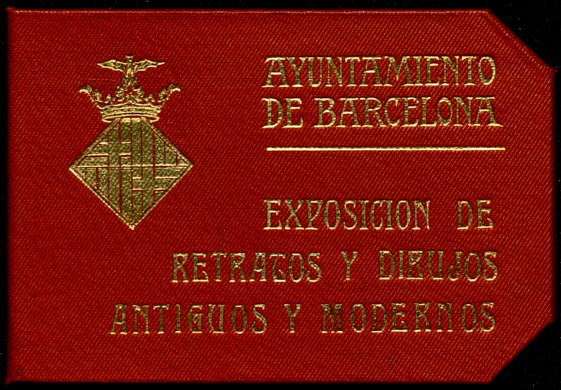 AYUNTAMIENTO
DE BARCELONA
EXPOSICION DE
RETRATOS Y DIBUJOS
ANTIGUOS Y MODERNOS